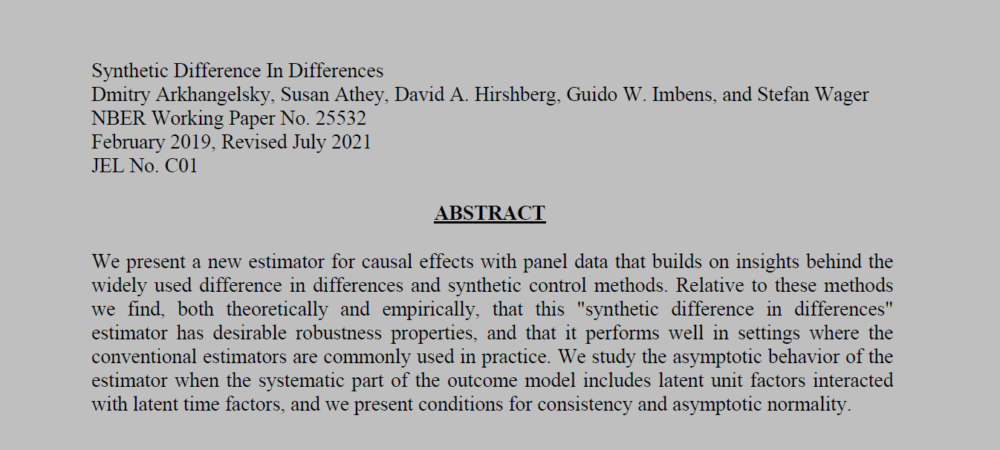 Synthetic Difference In Differences
Dmitry Arkhangelsky, Susan Athey, David A. Hirshberg, Guido W. Imbens, and Stefan Wager
NBER Working Paper No. 25532
February 2019, Revised July 2021
JEL No. C01
ABSTRACT
We present a new estimator for causal effects with panel data that builds on insights behind the
widely used difference in differences and synthetic control methods. Relative to these methods
we find, both theoretically and empirically, that this "synthetic difference in differences"
estimator has desirable robustness properties, and that it performs well in settings where the
conventional estimators are commonly used in practice. We study the asymptotic behavior of the
estimator when the systematic part of the outcome model includes latent unit factors interacted
with latent time factors, and we present conditions for consistency and asymptotic normality.